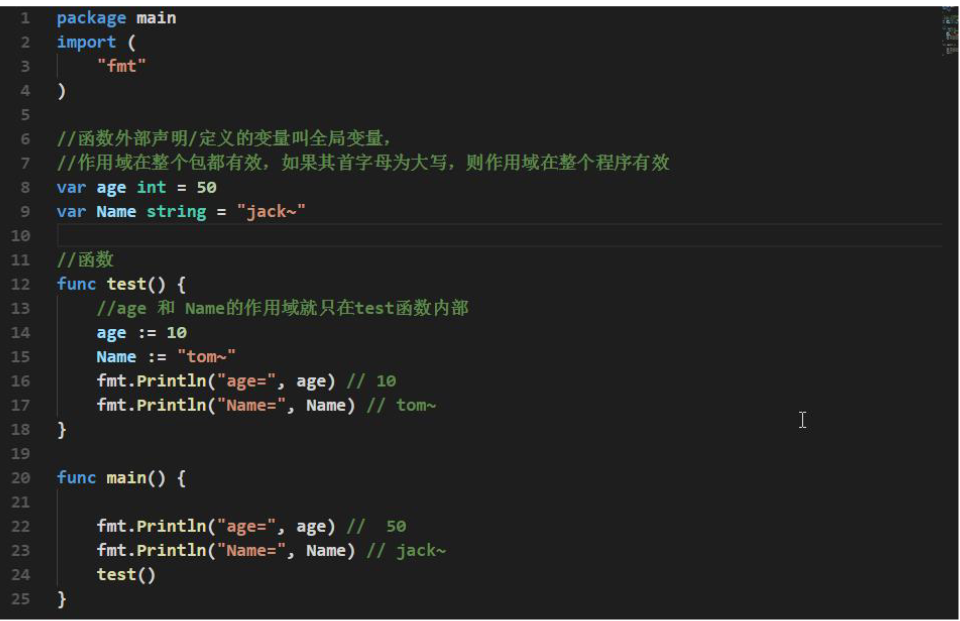 1 package main
2 import (
3 "fmt"
4 )
5
6 //函数外部声明/定义的变量叫全局变量，
7 //作用域在整个包都有效，如果其首字母为大写，则作用域在整个程序有效
8 var age int = 50
9 var Name string = "jack~"
10
11 //函数
12 func test() {
13 //age 和 Name的作用域就只在test函数内部
14 age := 10
15 Name := "tom~"
16 fmt.Println("age=", age) // 10
17 fmt.Println("Name=", Name) // tom~
18 }
19
20 func main() {
21
22 fmt.Println("age=", age) //  50
23 fmt.Println("Name=", Name) // jack~
24 test()
25 }